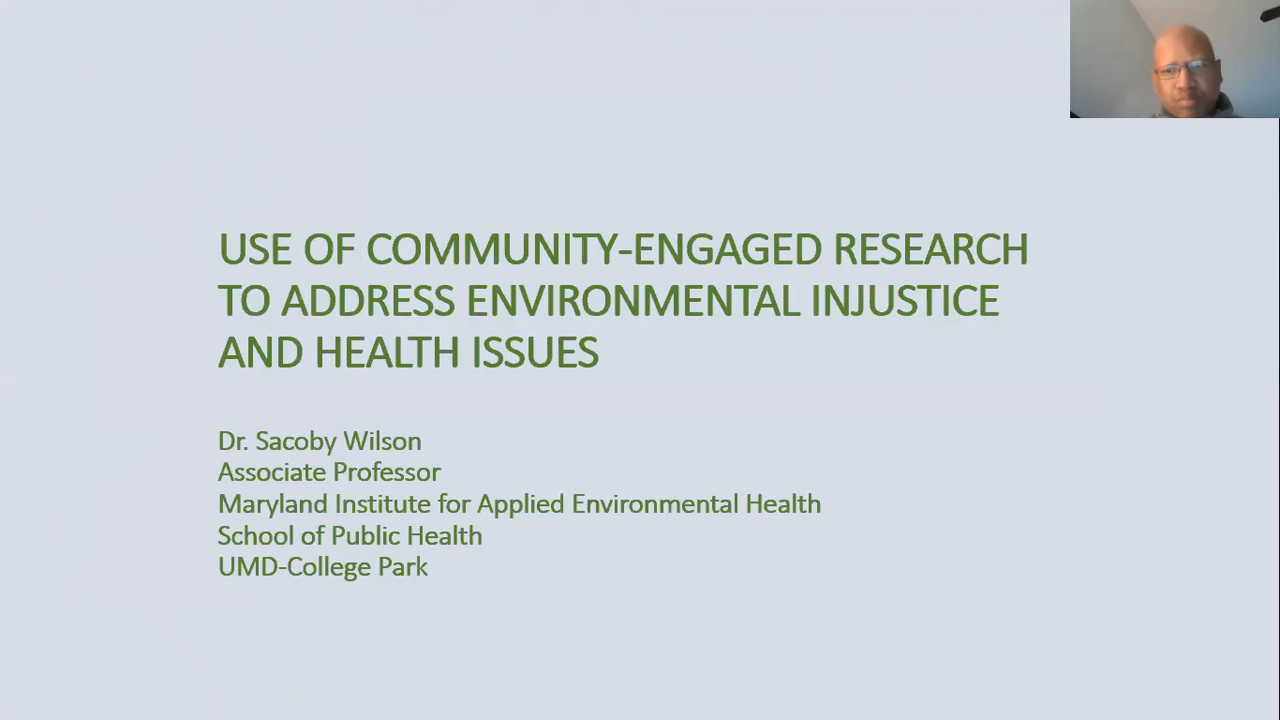 USE OF COMMUNITY-ENGAGED RESEARCH
TO ADDRESS ENVIRONMENTAL INJUSTICE
AND HEALTH ISSUES
Dr. Sacoby Wilson
Associate Professor
Maryland Institute for Applied Environmental Health
School of Public Health
UMD-College Park